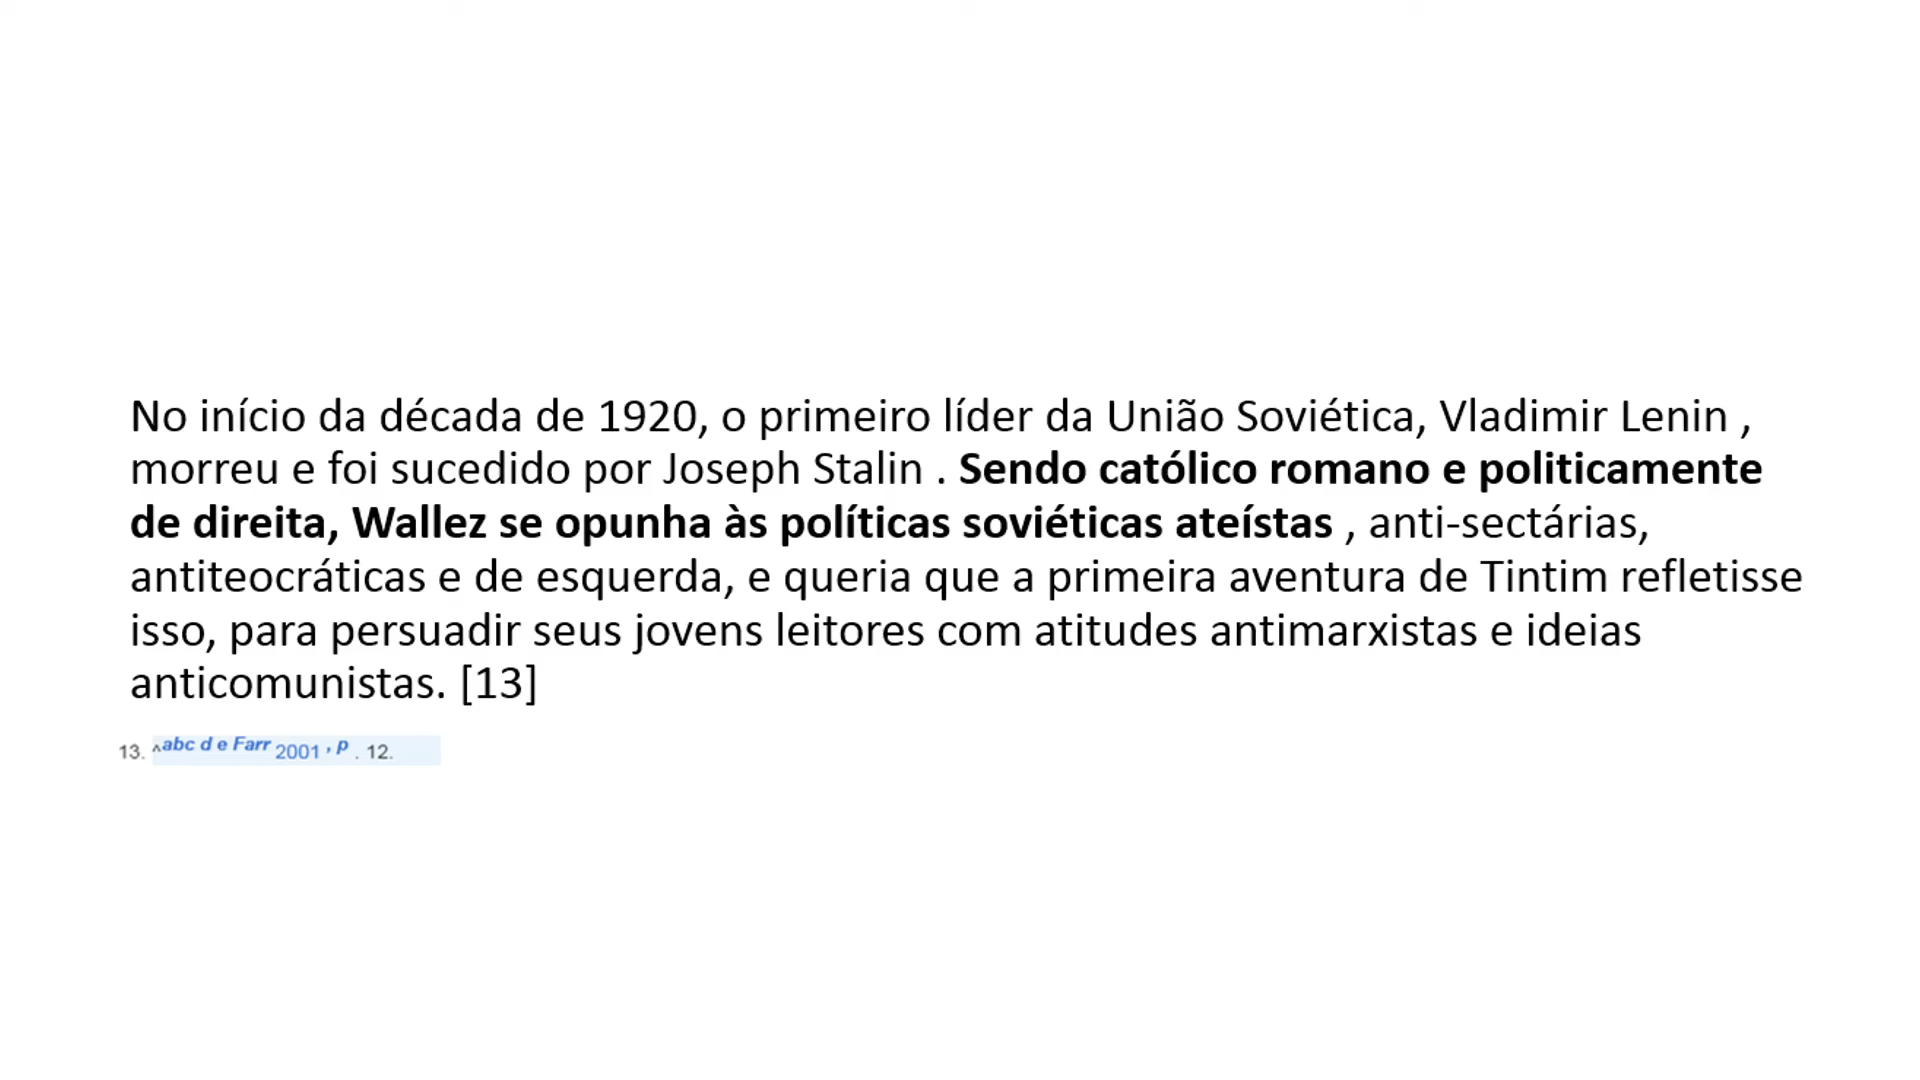 No início da década de 1920, o primeiro líder da União Soviética, Vladimir Lenin ,
morreu e foi sucedido por Joseph Stalin . Sendo católico romano e politicamente
de direita, Wallez se opunha às políticas soviéticas ateístas , anti-sectárias,
antiteocráticas e de esquerda, e queria que a primeira aventura de Tintim refletisse
isso, para persuadir seus jovens leitores com atitudes antimarxistas e ideias
anticomunistas. [13]
13. ^abc d e Farr 2001 , p . 12.